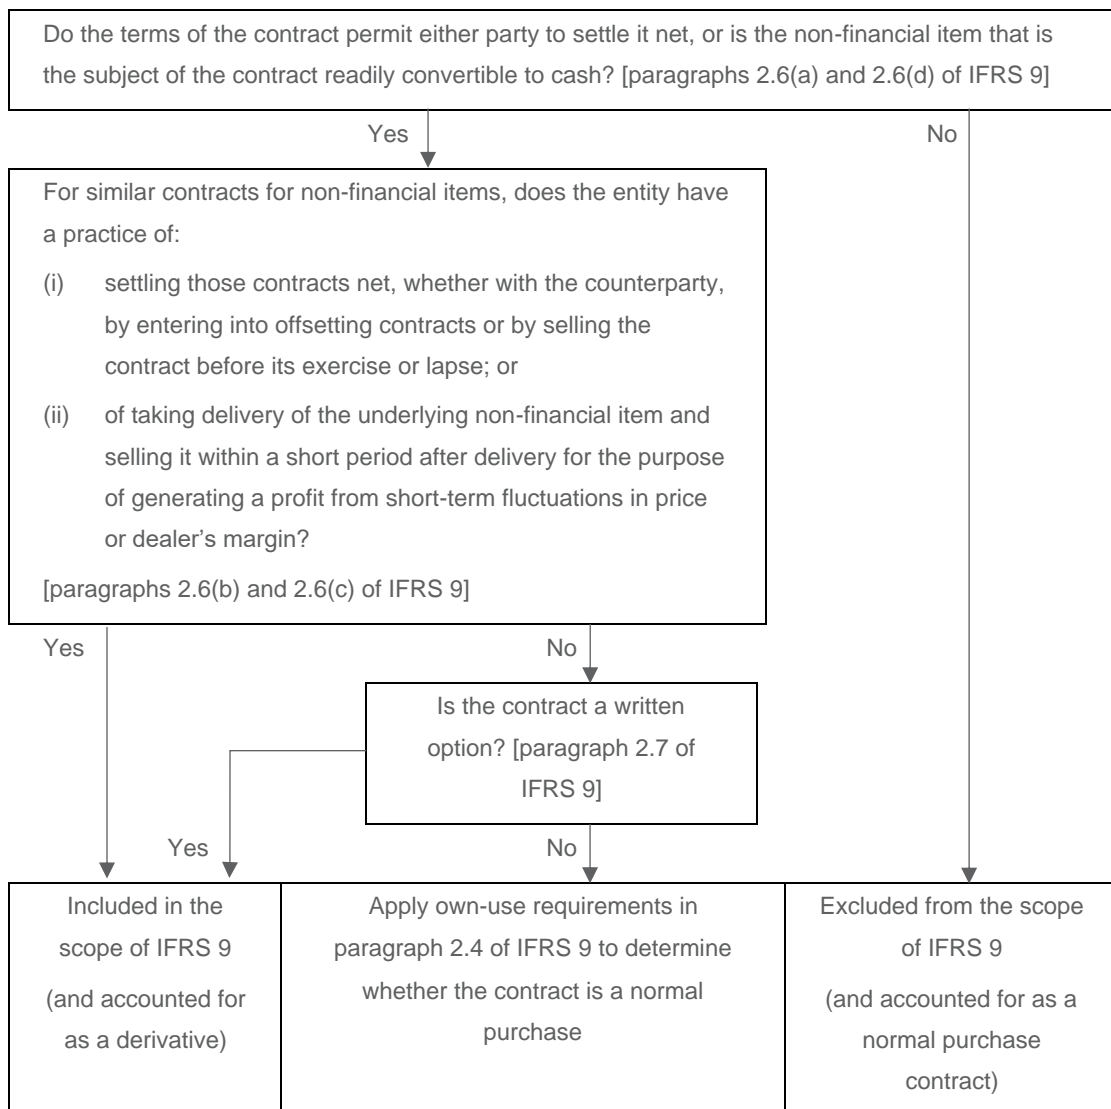 Do the terms of the contract permit either party to settle it net, or is the non-financial item that is
the subject of the contract readily convertible to cash? [paragraphs 2.6(a) and 2.6(d) of IFRS 9]
Yes
No
For similar contracts for non-financial items, does the entity have
a practice of:
(i) settling those contracts net, whether with the counterparty,
by entering into offsetting contracts or by selling the
contract before its exercise or lapse; or
(ii) of taking delivery of the underlying non-financial item and
selling it within a short period after delivery for the purpose
of generating a profit from short-term fluctuations in price
or dealer’s margin?
[paragraphs 2.6(b) and 2.6(c) of IFRS 9]
Yes
No
Is the contract a written
option? [paragraph 2.7 of
IFRS 9]
Yes
No
Included in the
scope of IFRS 9
(and accounted for
as a derivative)
Apply own-use requirements in
paragraph 2.4 of IFRS 9 to determine
whether the contract is a normal
purchase
Excluded from the scope
of IFRS 9
(and accounted for as a
normal purchase
contract)